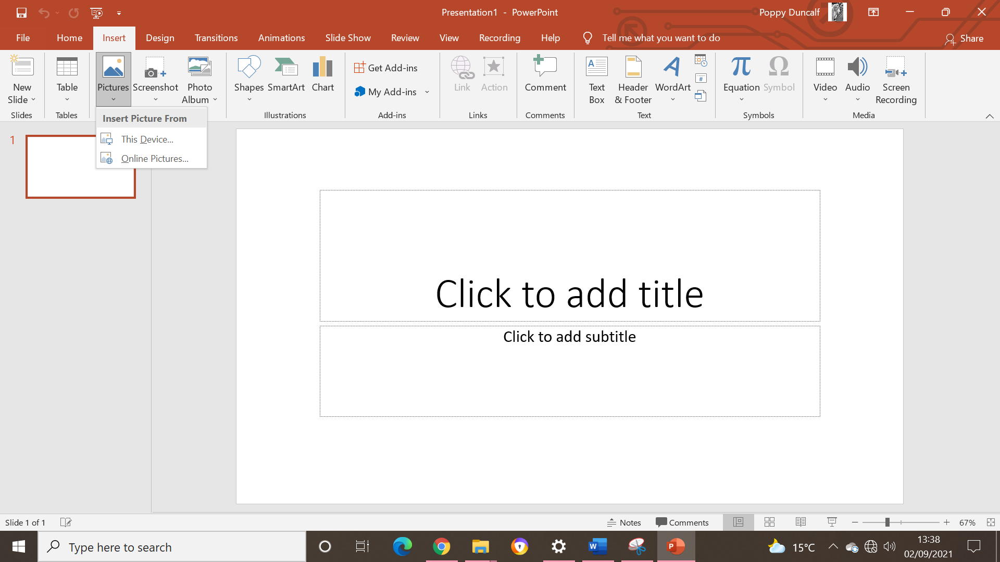 Presentation1 - PowerPoint
Poppy Duncalf
File Home Insert Design Transitions Animations Slide Show Review View Recording Help Tell me what you want to do Share
New Slide
Table
Pictures
Screenshot
Photo Album
Shapes
SmartArt
Chart
Get Add-ins
My Add-ins
Link
Action
Comment
Text Box
Header & Footer
WordArt
Equation
Symbol
Video
Audio
Screen Recording
Slides Tables Illustrations Add-ins Links Comments Text Symbols Media
Insert Picture From
This Device...
Online Pictures...
1
Click to add title
Click to add subtitle
Slide 1 of 1 Notes Comments 67%
Type here to search
15°C
13:38
02/09/2021